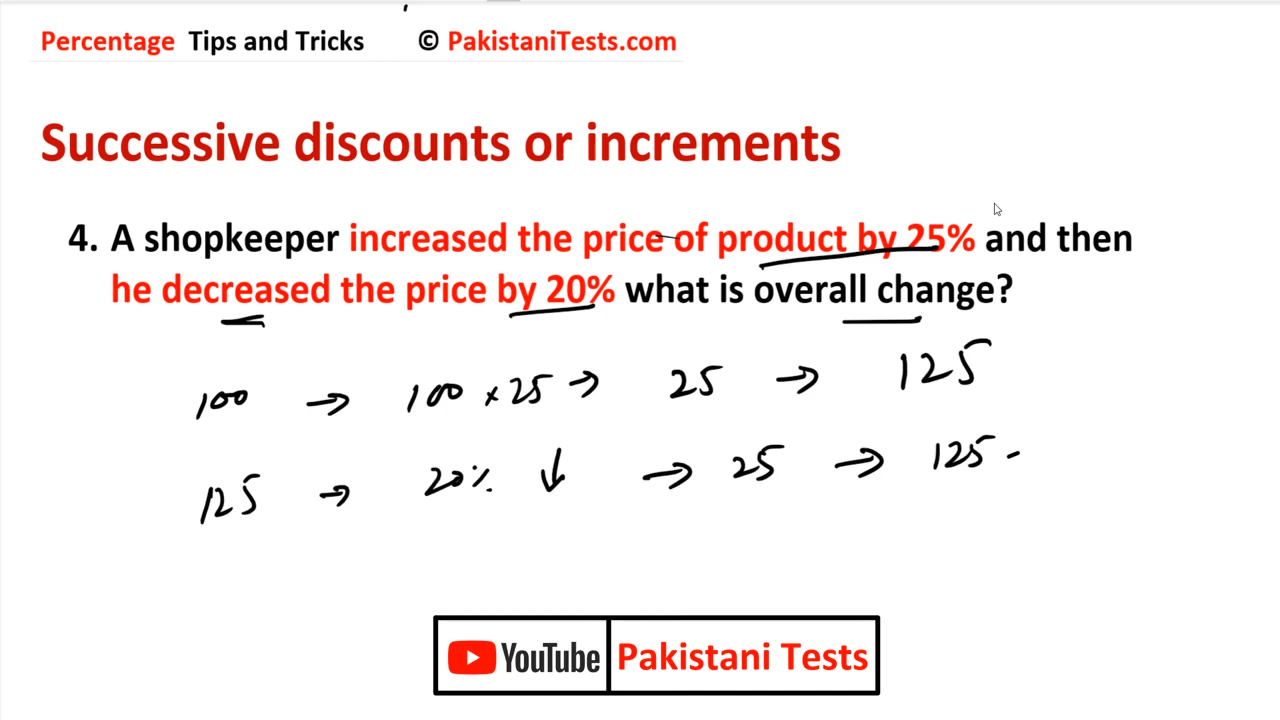 Percentage Tips and Tricks © PakistaniTests.com
Successive discounts or increments
4. A shopkeeper increased the price of product by 25% and then
he decreased the price by 20% what is overall change?
100 → 100 × 25 → 25 → 125
125 → 20% ↓ → 25 → 125 -
YouTube Pakistani Tests